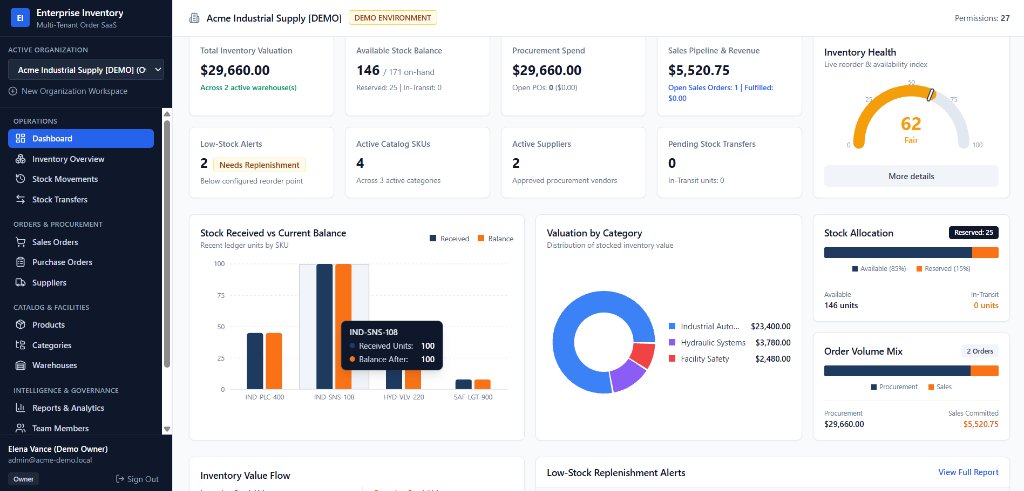 EI
Enterprise Inventory
Multi-Tenant Order SaaS
ACTIVE ORGANIZATION
Acme Industrial Supply [DEMO] (O
New Organization Workspace
OPERATIONS
Dashboard
Inventory Overview
Stock Movements
Stock Transfers
ORDERS & PROCUREMENT
Sales Orders
Purchase Orders
Suppliers
CATALOG & FACILITIES
Products
Categories
Warehouses
INTELLIGENCE & GOVERNANCE
Reports & Analytics
Team Members
Elena Vance (Demo Owner)
admin@acme-demo.local
Owner
Sign Out
Acme Industrial Supply [DEMO]
DEMO ENVIRONMENT
Permissions: 27
Total Inventory Valuation
$29,660.00
Across 2 active warehouse(s)
Available Stock Balance
146 / 171 on-hand
Reserved: 25 | In-Transit: 0
Procurement Spend
$29,660.00
Open POs: 0 ($0.00)
Sales Pipeline & Revenue
$5,520.75
Open Sales Orders: 1 | Fulfilled:
$0.00
Inventory Health
Live reorder & availability index
0
25
50
75
100
62
Fair
More details
Low-Stock Alerts
2 Needs Replenishment
Below configured reorder point
Active Catalog SKUs
4
Across 3 active categories
Active Suppliers
2
Approved procurement vendors
Pending Stock Transfers
0
In-Transit units: 0
Stock Received vs Current Balance
Recent ledger units by SKU
Received
Balance
100
75
50
25
0
IND-SNS-108
Received Units: 100
Balance After: 100
IND-PLC-400
IND-SNS-100
HYD-VLV-220
SAF-LGT-900
Valuation by Category
Distribution of stocked inventory value
Industrial Auto... $23,400.00
Hydraulic Systems $3,780.00
Facility Safety $2,480.00
Stock Allocation
Reserved: 25
Available (85%)
Reserved (15%)
Available
146 units
In-Transit
0 units
Order Volume Mix
2 Orders
Procurement
Sales
Procurement
$29,660.00
Sales Committed
$5,520.75
Inventory Value Flow
Low-Stock Replenishment Alerts
View Full Report